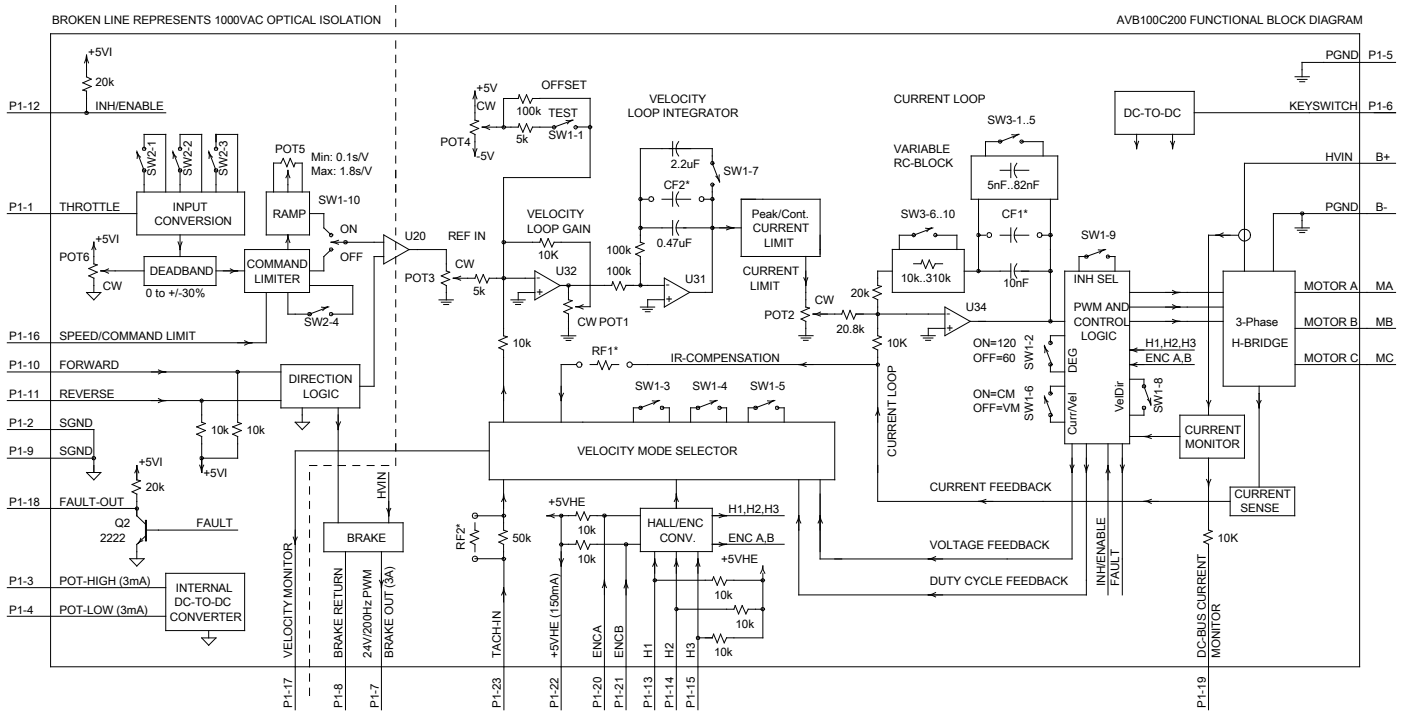 BROKEN LINE REPRESENTS 1000VAC OPTICAL ISOLATION
AVB100C200 FUNCTIONAL BLOCK DIAGRAM
+5VI
20k
P1-12
INH/ENABLE
SW2-1
SW2-2
SW2-3
POT5
Min: 0.1s/V
Max: 1.8s/V
P1-1
THROTTLE
INPUT
CONVERSION
RAMP
SW1-10
ON
OFF
+5VI
POT6
CW
DEADBAND
0 to +/-30%
COMMAND
LIMITER
SW2-4
U20
P1-16
SPEED/COMMAND LIMIT
P1-10
FORWARD
P1-11
REVERSE
DIRECTION
LOGIC
P1-2
SGND
P1-9
SGND
10k
10k
+5VI
+5VI
20k
P1-18
FAULT-OUT
Q2
2222
FAULT
P1-3
POT-HIGH (3mA)
P1-4
POT-LOW (3mA)
INTERNAL
DC-TO-DC
CONVERTER
HVIN
BRAKE
VELOCITY MONITOR
P1-17
BRAKE RETURN
P1-8
24V/200Hz PWM
BRAKE OUT (3A)
P1-7
+5V
CW
POT4
-5V
OFFSET
100k
TEST
5k
SW1-1
REF IN
POT3
CW
5k
VELOCITY
LOOP GAIN
10K
U32
CW POT1
VELOCITY
LOOP INTEGRATOR
2.2uF
SW1-7
CF2*
0.47uF
100k
100k
U31
Peak/Cont.
CURRENT
LIMIT
CURRENT
LIMIT
CW
POT2
20.8k
10k
RF1*
IR-COMPENSATION
SW1-3
SW1-4
SW1-5
VELOCITY MODE SELECTOR
CURRENT LOOP
VARIABLE
RC-BLOCK
SW3-1..5
5nF..82nF
SW3-6..10
10k..310k
CF1*
10nF
20k
10K
U34
CURRENT LOOP
SW1-9
INH SEL
PWM AND
CONTROL
LOGIC
ON=120
OFF=60
SW1-2
DEG
ON=CM
OFF=VM
SW1-6
Curr/Vel
VelDir
SW1-8
H1,H2,H3
ENC A,B
DC-TO-DC
PGND
P1-5
KEYSWITCH
P1-6
HVIN
B+
PGND
B-
MOTOR A
MA
MOTOR B
MB
MOTOR C
MC
3-Phase
H-BRIDGE
CURRENT
MONITOR
CURRENT
SENSE
CURRENT FEEDBACK
VOLTAGE FEEDBACK
DUTY CYCLE FEEDBACK
INH/ENABLE
FAULT
10K
DC-BUS CURRENT
MONITOR
P1-19
RF2*
50k
TACH-IN
P1-23
+5VHE
10k
10k
HALL/ENC
CONV.
H1,H2,H3
ENC A,B
+5VHE
10k
10k
10k
+5VHE (150mA)
P1-22
ENCA
P1-20
ENCB
P1-21
H1
P1-13
H2
P1-14
H3
P1-15